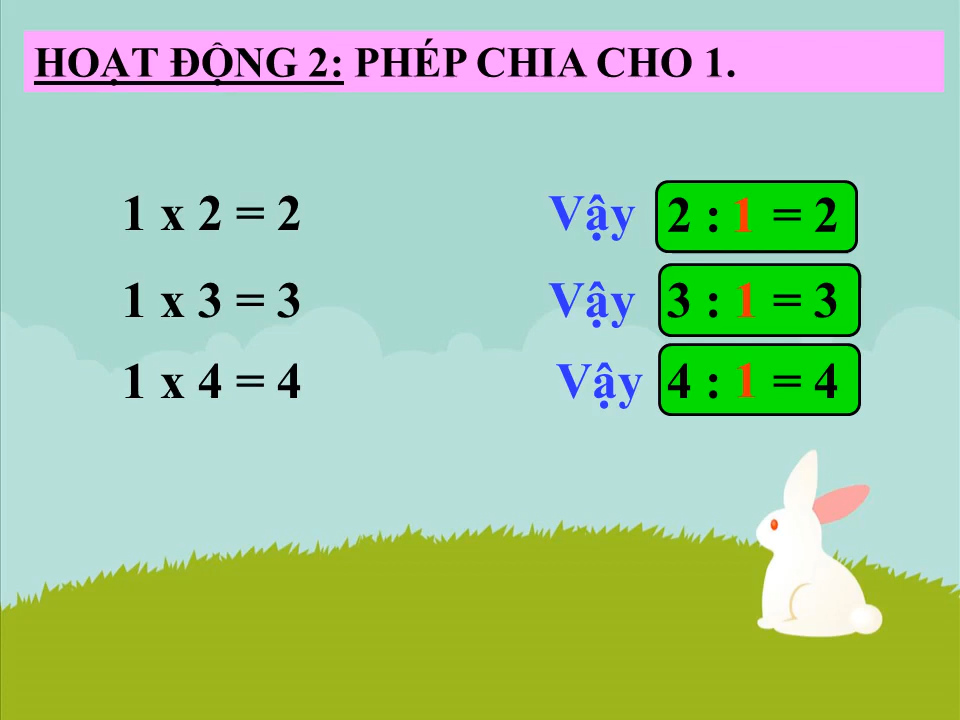 HOẠT ĐỘNG 2: PHÉP CHIA CHO 1.
1 x 2 = 2 Vậy 2 : 1 = 2
1 x 3 = 3 Vậy 3 : 1 = 3
1 x 4 = 4 Vậy 4 : 1 = 4